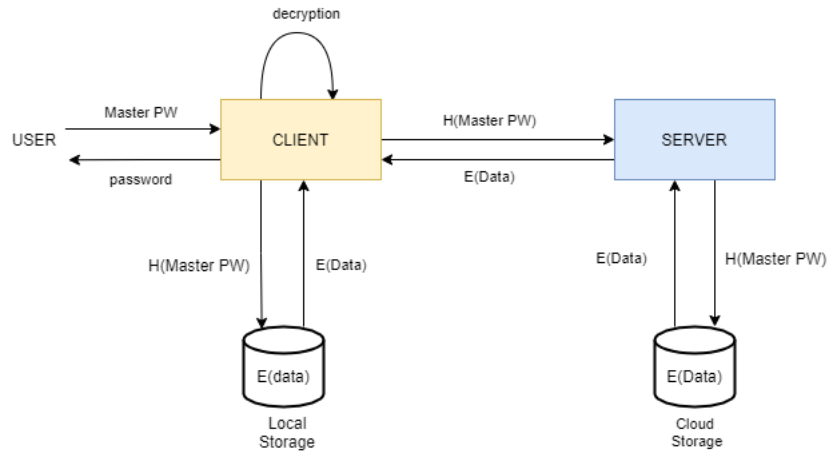 decryption
Master PW
H(Master PW)
USER
CLIENT
SERVER
password
E(Data)
H(Master PW)
E(Data)
E(Data)
H(Master PW)
E(data)
E(Data)
Local
Storage
Cloud
Storage